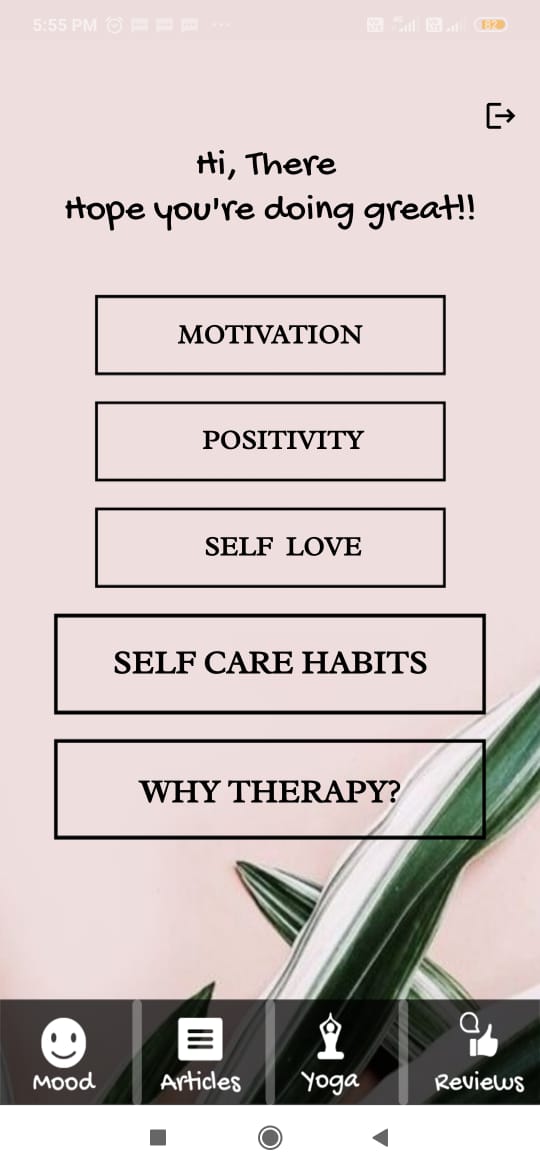 5:55 PM
82
Hi, There
Hope you're doing great!!
MOTIVATION
POSITIVITY
SELF LOVE
SELF CARE HABITS
WHY THERAPY?
Mood
Articles
Yoga
Reviews